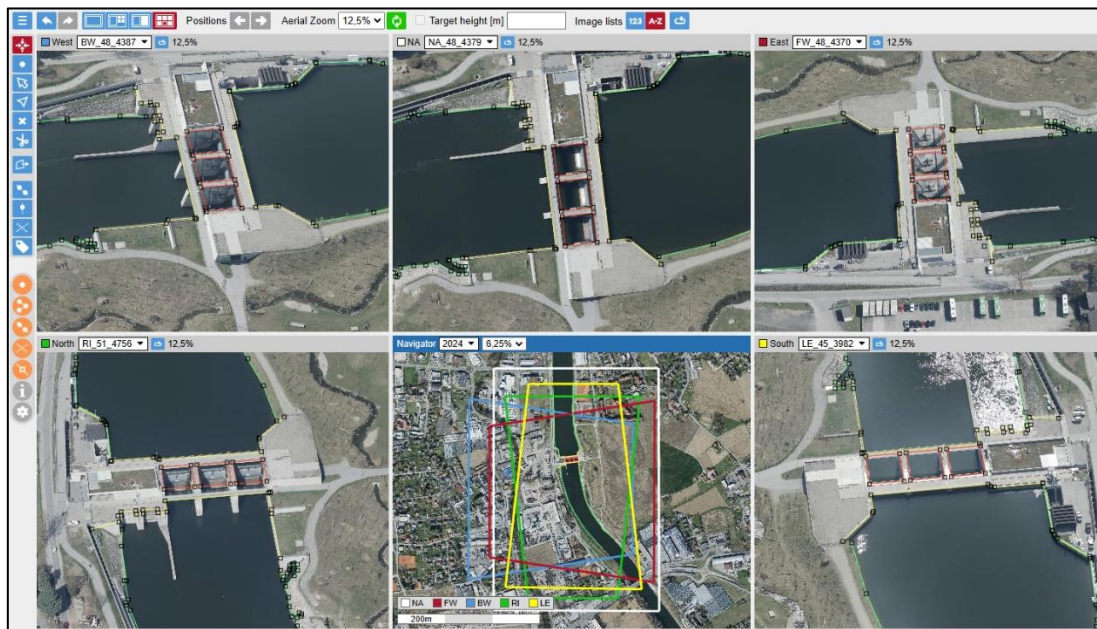 Positions Aerial Zoom 12,5% Target height [m] Image lists 123 A-Z
West BW_48_4387 12,5%
NA NA_48_4379 12,5%
East FW_48_4370 12,5%
North RI_51_4756 12,5%
Navigator 2024 6,25%
South LE_45_3982 12,5%
NA FW BW RI LE
200m